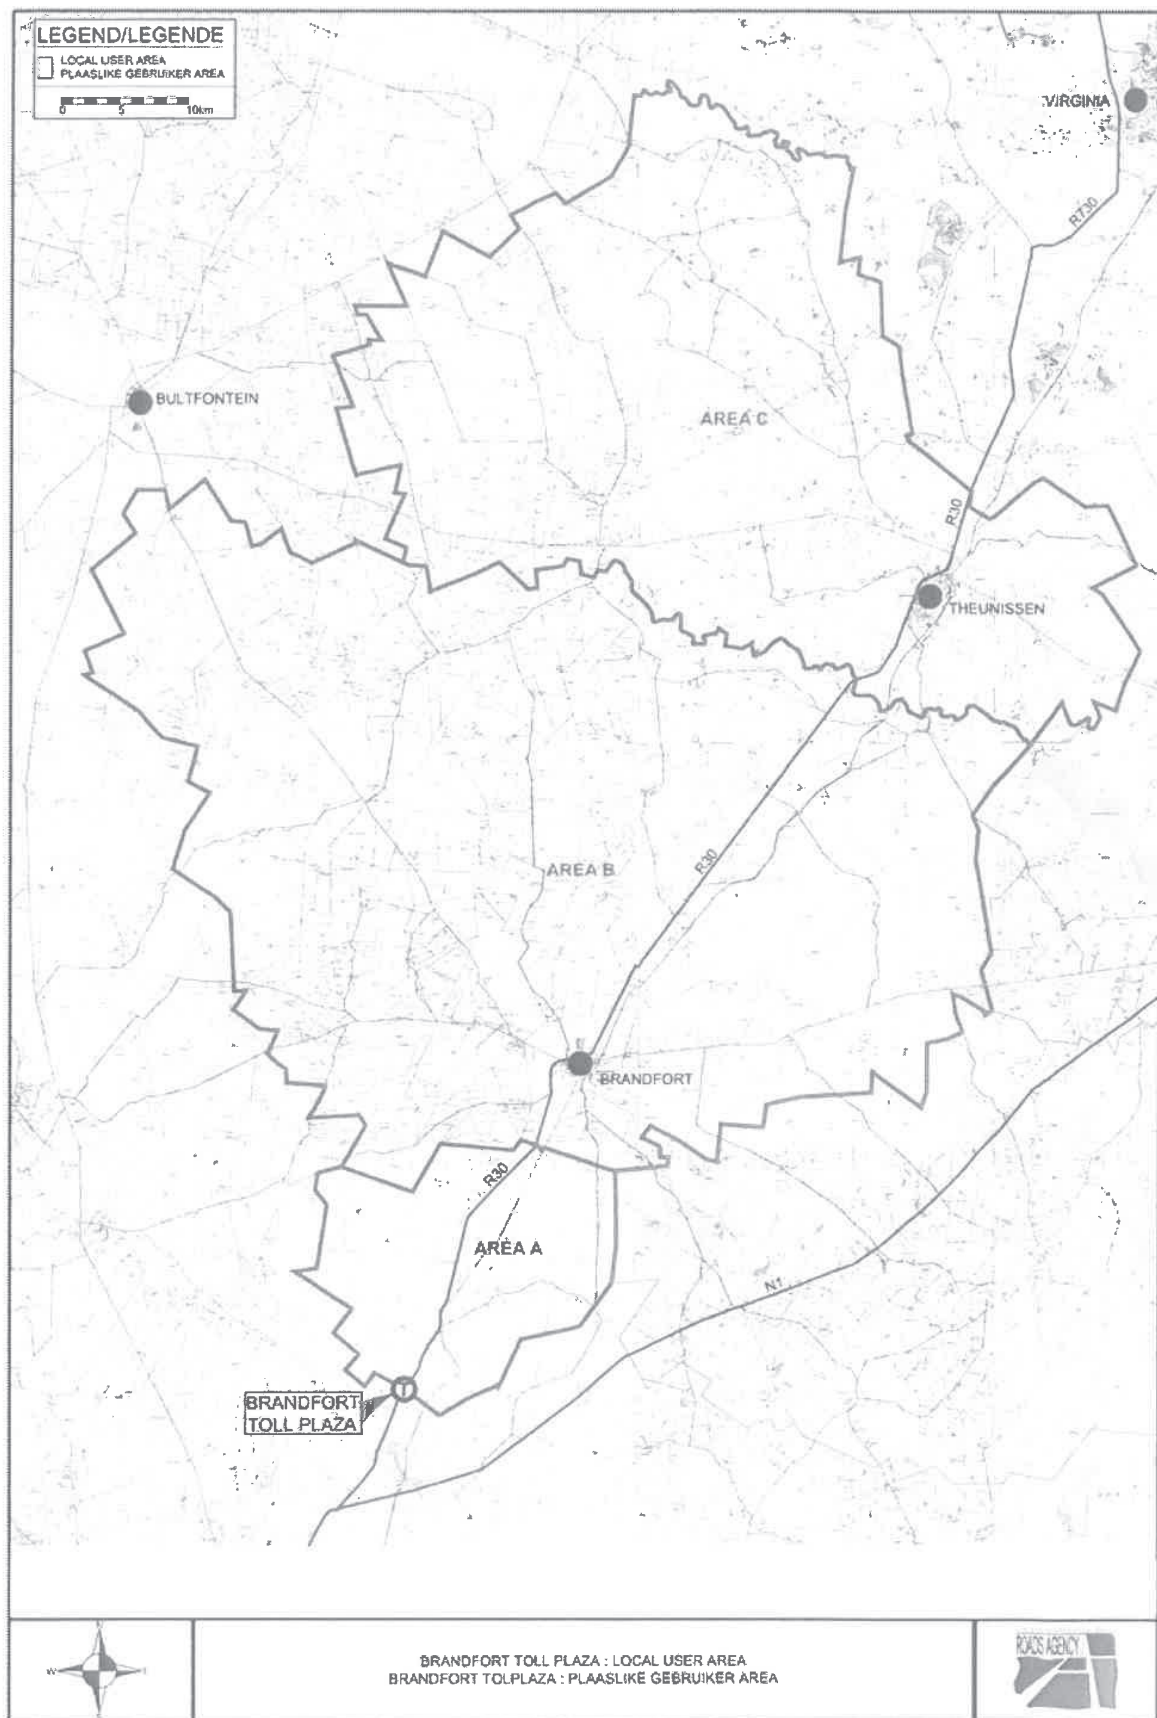 LEGEND/LEGENDE
LOCAL USER AREA
PLAASLIKE GEBRUIKER AREA
0 5 10km
VIRGINIA
R730
BULTFONTEIN
AREA C
R30
THEUNISSEN
R30
AREA B
BRANDFORT
R30
AREA A
N1
T
BRANDFORT
TOLL PLAZA
W
BRANDFORT TOLL PLAZA : LOCAL USER AREA
BRANDFORT TOLPLAZA : PLAASLIKE GEBRUIKER AREA
ROADS AGENCY